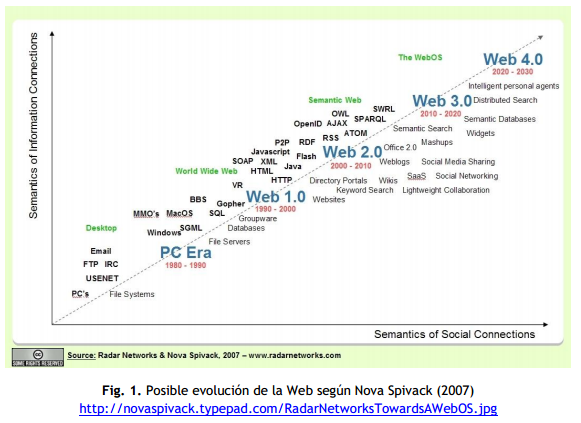 Semantics of Information Connections
The WebOS
Web 4.0
2020 - 2030
Intelligent personal agents
Semantic Web
SWRL
Web 3.0
2010 - 2020
Distributed Search
OWL
SPARQL
Semantic Databases
OpenID
AJAX
ATOM
Semantic Search
Widgets
P2P
RDF
RSS
Office 2.0
Mashups
Javascript
Flash
Web 2.0
2000 - 2010
SOAP
XML
Java
Weblogs
Social Media Sharing
World Wide Web
HTML
HTTP
Directory Portals
Wikis
SaaS
Social Networking
VR
Keyword Search
Lightweight Collaboration
BBS
Gopher
Web 1.0
1990 - 2000
Websites
MMO's
MacOS
SQL
Groupware
Desktop
Windows
SGML
Databases
File Servers
Email
PC Era
1980 - 1990
FTP
IRC
USENET
PC's
File Systems
Semantics of Social Connections
cc
SOME RIGHTS RESERVED
Source: Radar Networks & Nova Spivack, 2007 – www.radarnetworks.com
Fig. 1. Posible evolución de la Web según Nova Spivack (2007)
http://novaspivack.typepad.com/RadarNetworksTowardsAWebOS.jpg